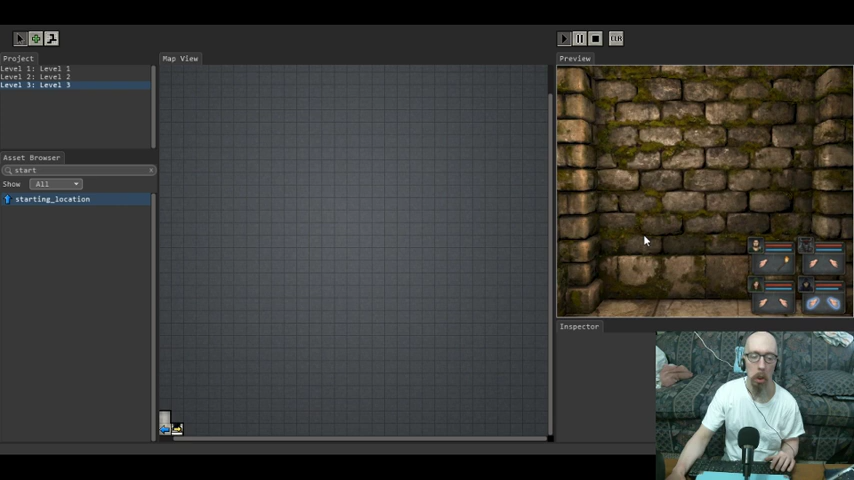 CLR
Project
Map View
Preview
Level 1: Level 1
Level 2: Level 2
Level 3: Level 3
Asset Browser
start
Show
All
starting_location
Inspector